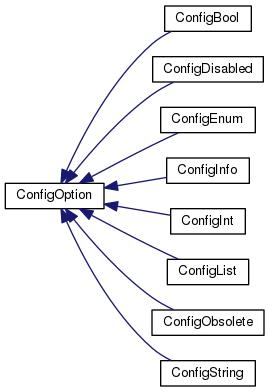 ConfigBool
ConfigDisabled
ConfigEnum
ConfigInfo
ConfigOption
ConfigInt
ConfigList
ConfigObsolete
ConfigString